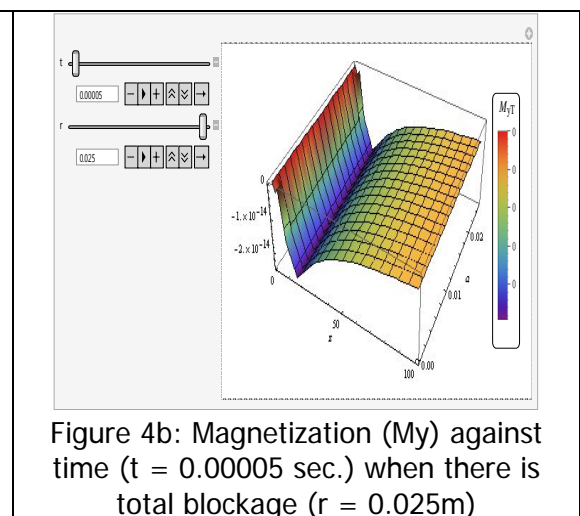 t
0.00005
r
0.025
0
-1.×10⁻¹⁴
-2.×10⁻¹⁴
0
50
z
100
0.00
0.01
a
0.02
MyT
0
0
0
0
0
Figure 4b: Magnetization (My) against
time (t = 0.00005 sec.) when there is
total blockage (r = 0.025m)